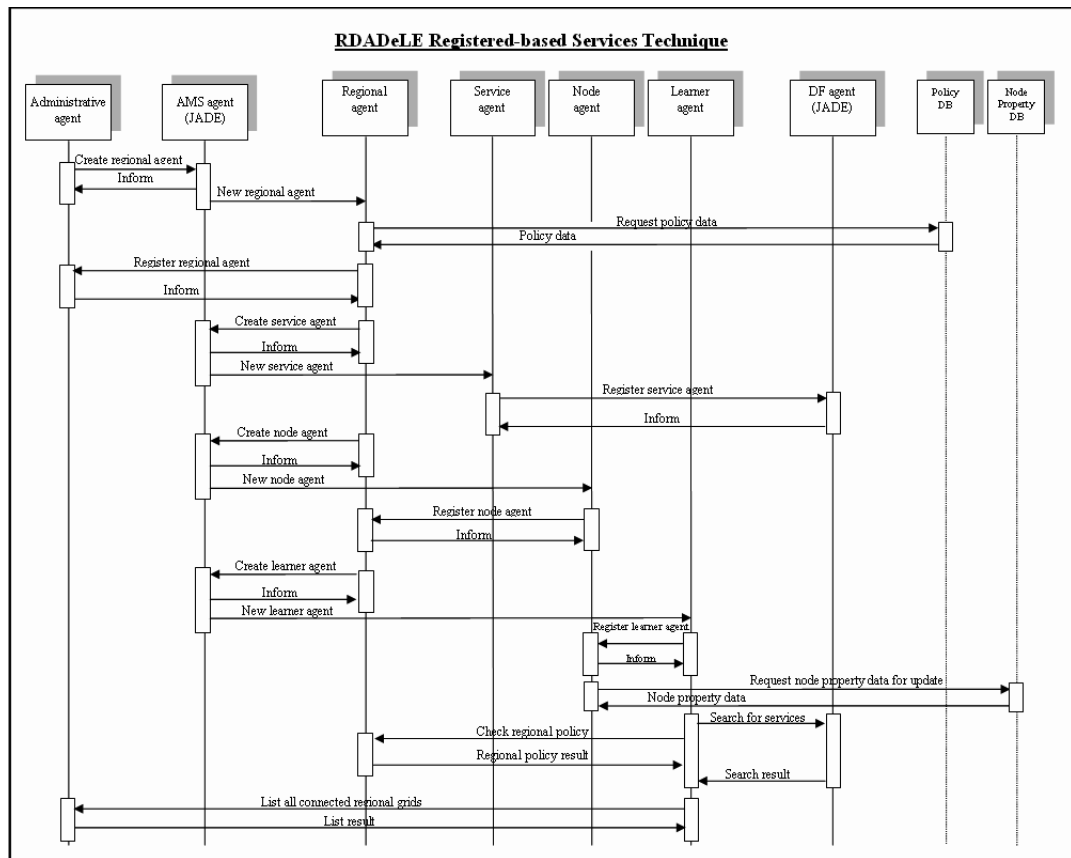 RDADeLE Registered-based Services Technique
Administrative
agent
AMS agent
(JADE)
Regional
agent
Service
agent
Node
agent
Learner
agent
DF agent
(JADE)
Policy
DB
Node
Property
DB
Create regional agent
Inform
New regional agent
Request policy data
Policy data
Register regional agent
Inform
Create service agent
Inform
New service agent
Register service agent
Inform
Create node agent
Inform
New node agent
Register node agent
Inform
Create learner agent
Inform
New learner agent
Register learner agent
Inform
Request node property data for update
Node property data
Search for services
Check regional policy
Regional policy result
Search result
List all connected regional grids
List result